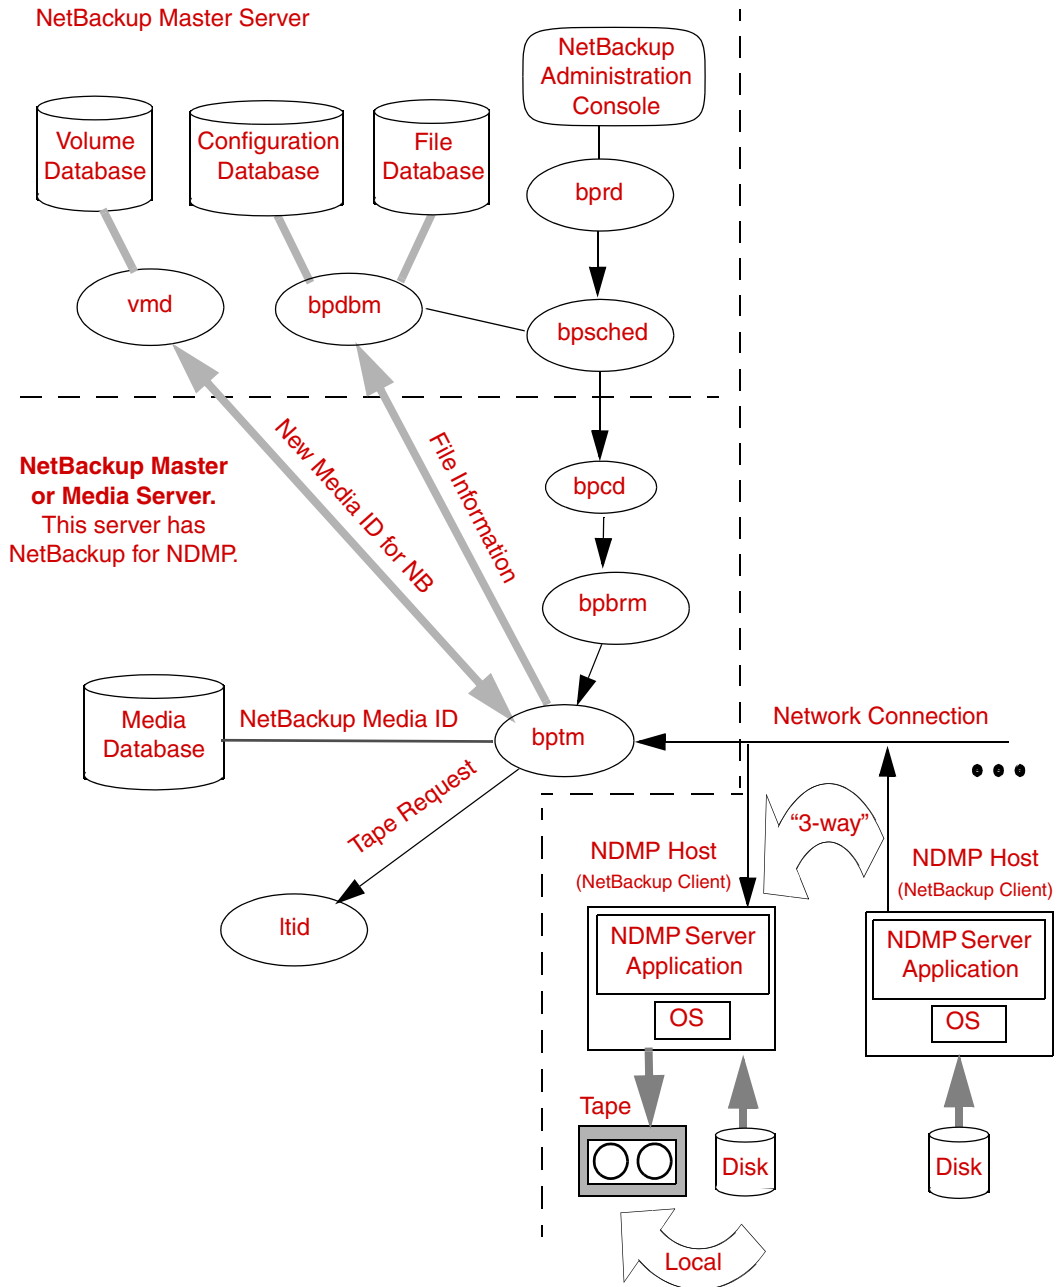 NetBackup Master Server
NetBackup
Administration
Console
Volume
Database
Configuration
Database
File
Database
bprd
vmd
bpdbm
bpsched
New Media ID for NB
File Information
NetBackup Master
or Media Server.
This server has
NetBackup for NDMP.
bpcd
bpbrm
Media
Database
NetBackup Media ID
bptm
Network Connection
Tape Request
"3-way"
ltid
NDMP Host
(NetBackup Client)
NDMP Server
Application
OS
NDMP Host
(NetBackup Client)
NDMP Server
Application
OS
Tape
Disk
Disk
Local